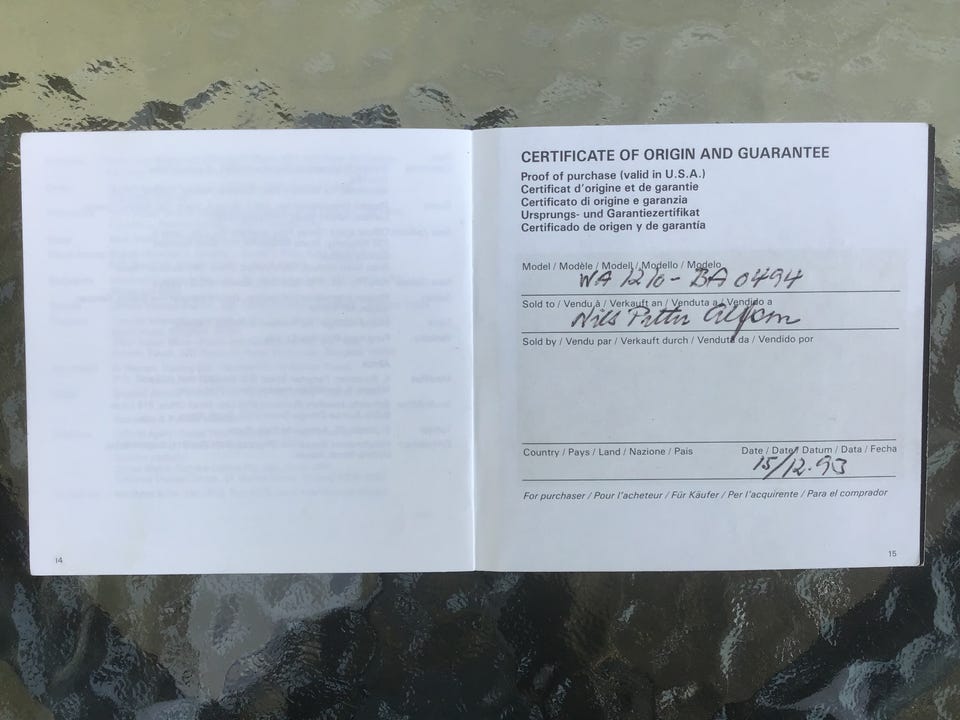 CERTIFICATE OF ORIGIN AND GUARANTEE
Proof of purchase (valid in U.S.A.)
Certificat d'origine et de garantie
Certificato di origine e garanzia
Ursprungs- und Garantiezertifikat
Certificado de origen y de garantía
Model / Modèle / Modell / Modello / Modelo
WA 1210 - BA 0494
Sold to / Vendu à / Verkauft an / Venduta a / Vendido a
Nils Petter
Sold by / Vendu par / Verkauft durch / Venduta da / Vendido por
Country / Pays / Land / Nazione / Pais
Date / Date / Datum / Data / Fecha
15/12.93
For purchaser / Pour l'acheteur / Für Käufer / Per l'acquirente / Para el comprador
14
15